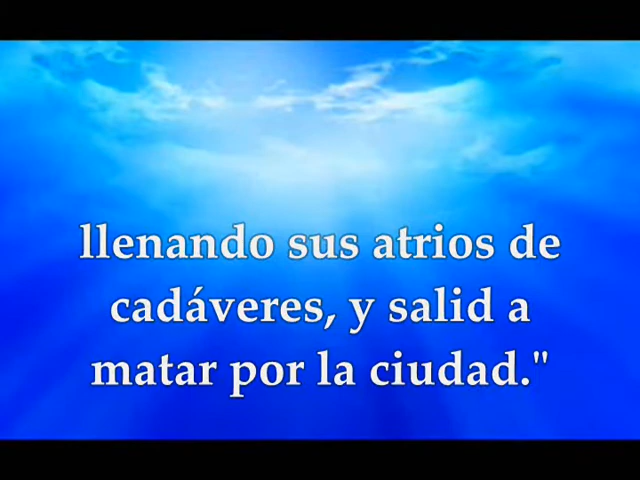 llenando sus atrios de
cadáveres, y salid a
matar por la ciudad."